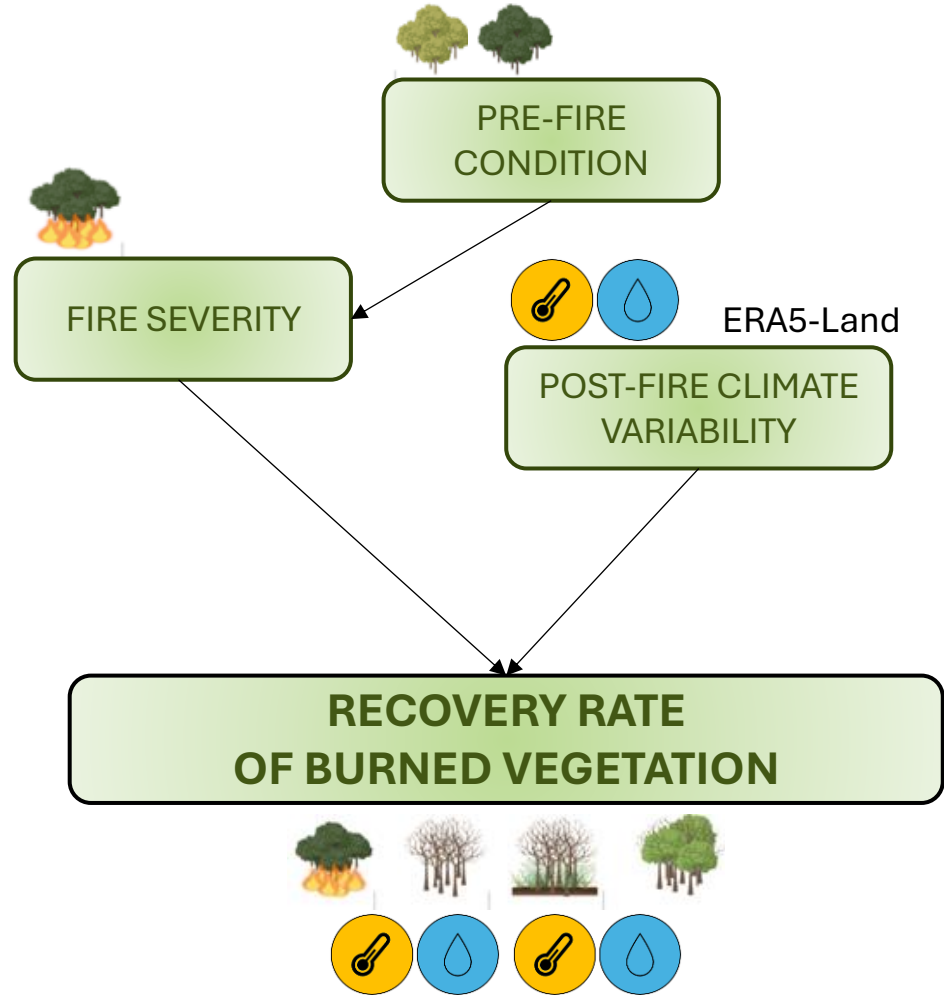 PRE-FIRE
CONDITION
FIRE SEVERITY
ERA5-Land
POST-FIRE CLIMATE
VARIABILITY
RECOVERY RATE
OF BURNED VEGETATION